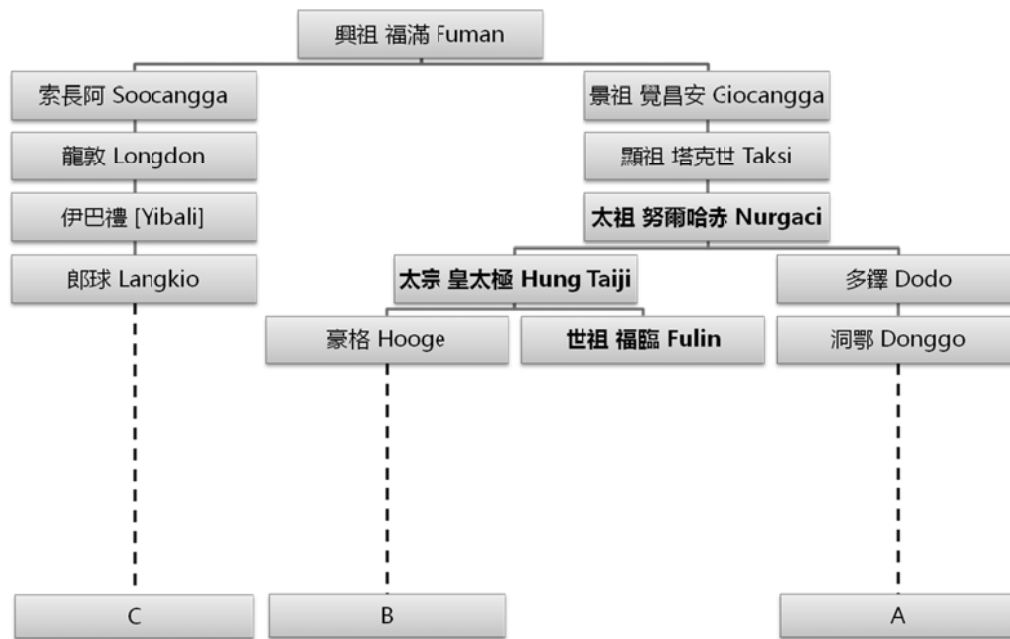 興祖 福滿 Fuman
索長阿 Soocangga
景祖 覺昌安 Giocangga
龍敦 Longdon
顯祖 塔克世 Taksi
伊巴禮 [Yibali]
太祖 努爾哈赤 Nurgaci
郎球 Langkio
太宗 皇太極 Hung Taiji
多鐸 Dodo
豪格 Hooge
世祖 福臨 Fulin
洞鄂 Donggo
C
B
A